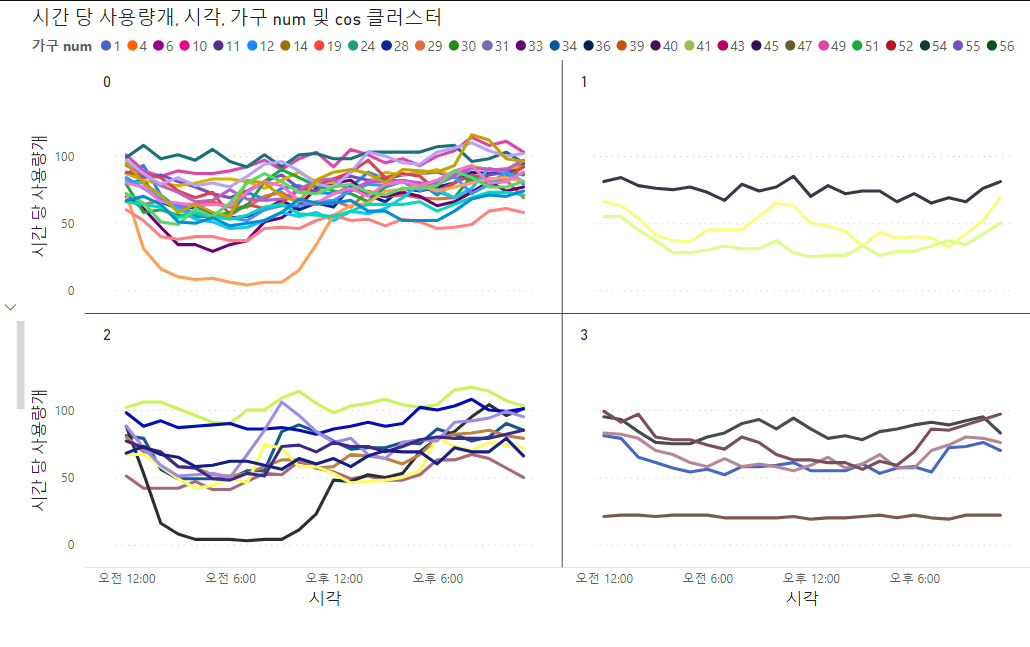 시간 당 사용량개, 시각, 가구 num 및 cos 클러스터
가구 num 1 4 6 10 11 12 14 19 24 28 29 30 31 33 34 36 39 40 41 43 45 47 49 51 52 54 55 56
0
1
시간 당 사용량개
100
50
0
2
3
시간 당 사용량개
100
50
0
오전 12:00 오전 6:00 오후 12:00 오후 6:00 오전 12:00 오전 6:00 오후 12:00 오후 6:00
시각 시각